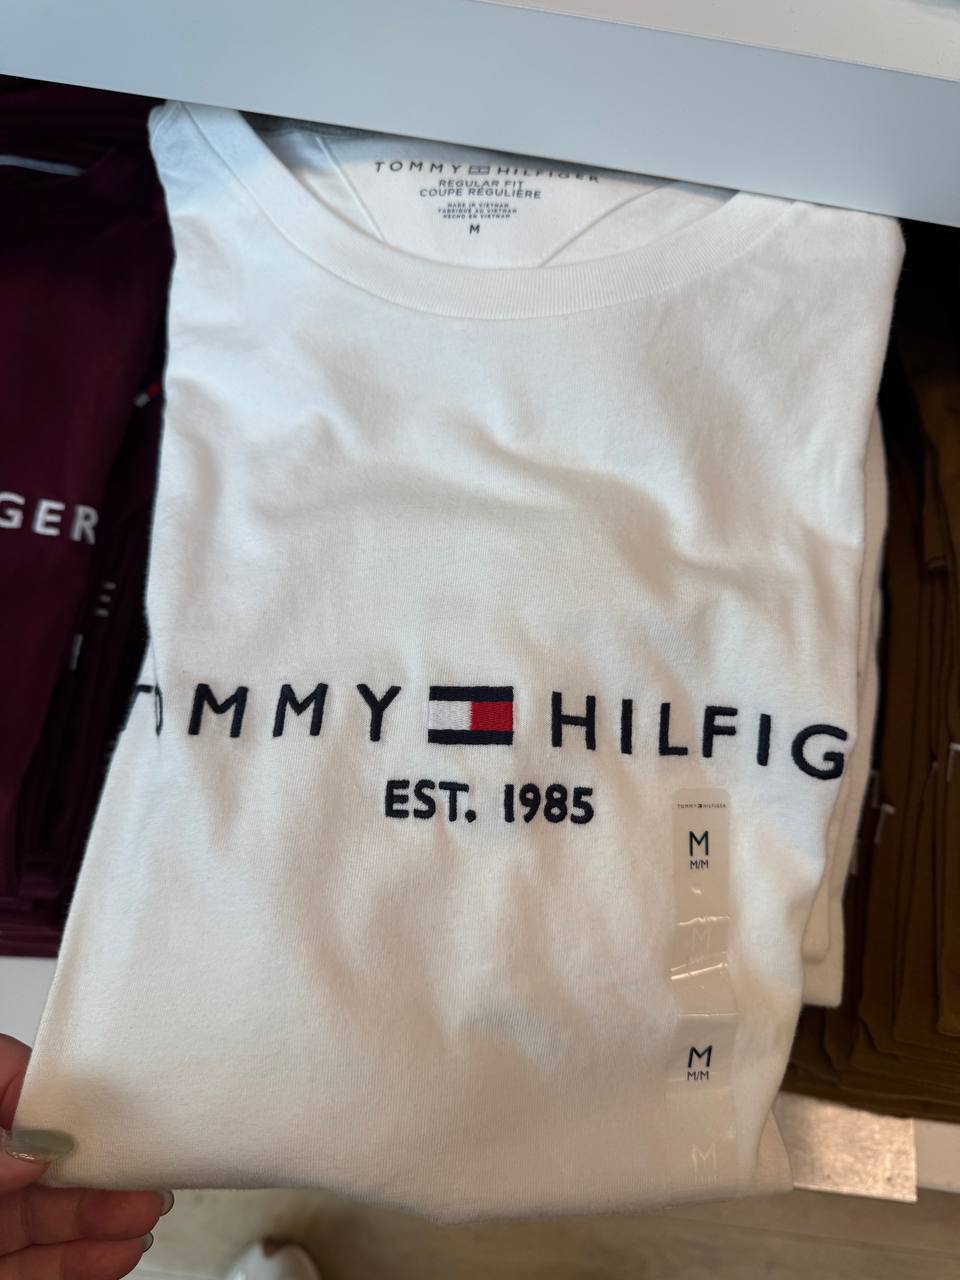 TOMMY HILFIGER
REGULAR FIT
COUPE RÉGULIÈRE
MADE IN VIETNAM
FABRIQUÉ AU VIETNAM
HECHO EN VIETNAM
M
GER
TOMMY HILFIG
EST. 1985
TOMMY HILFIGER
M
M/M
M
M
M/M
M